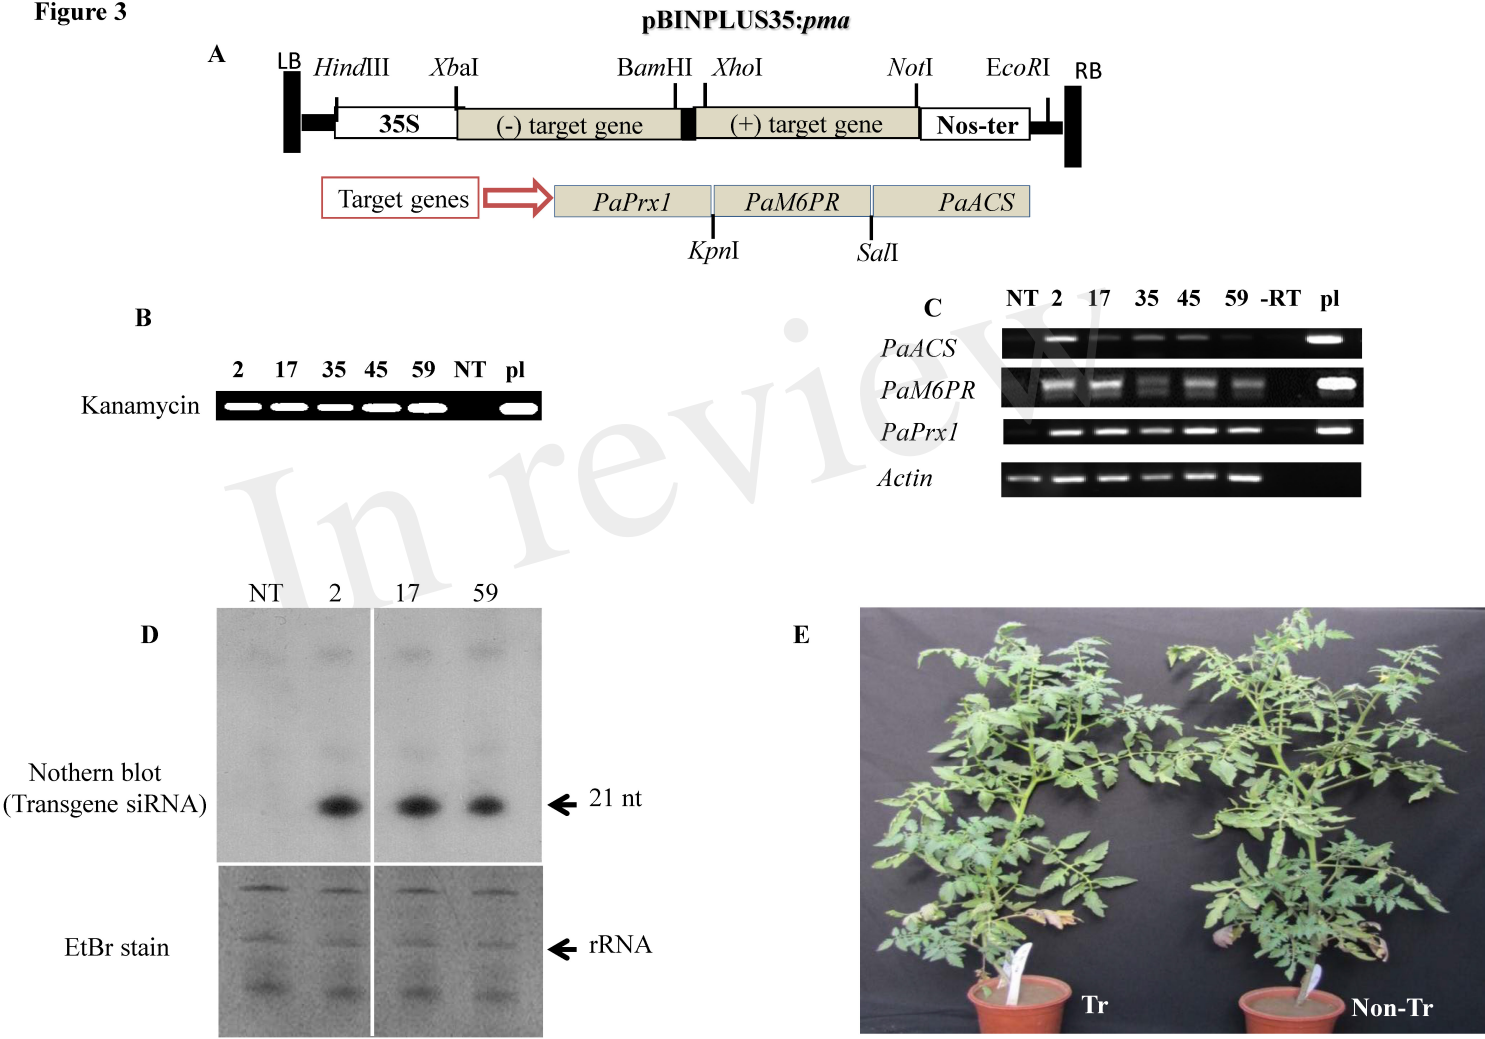 Figure 3
pBINPLUS35:pma
A
LB HindIII XbaI BamHI XhoI NotI EcoRI RB
35S (-) target gene (+) target gene Nos-ter
Target genes PaPrx1 PaM6PR PaACS
KpnI SalI
B
2 17 35 45 59 NT pl
Kanamycin
C
NT 2 17 35 45 59 -RT pl
PaACS
PaM6PR
PaPrx1
Actin
In review
D
NT 2 17 59
Nothern blot
(Transgene siRNA)
21 nt
EtBr stain
rRNA
E
Tr Non-Tr